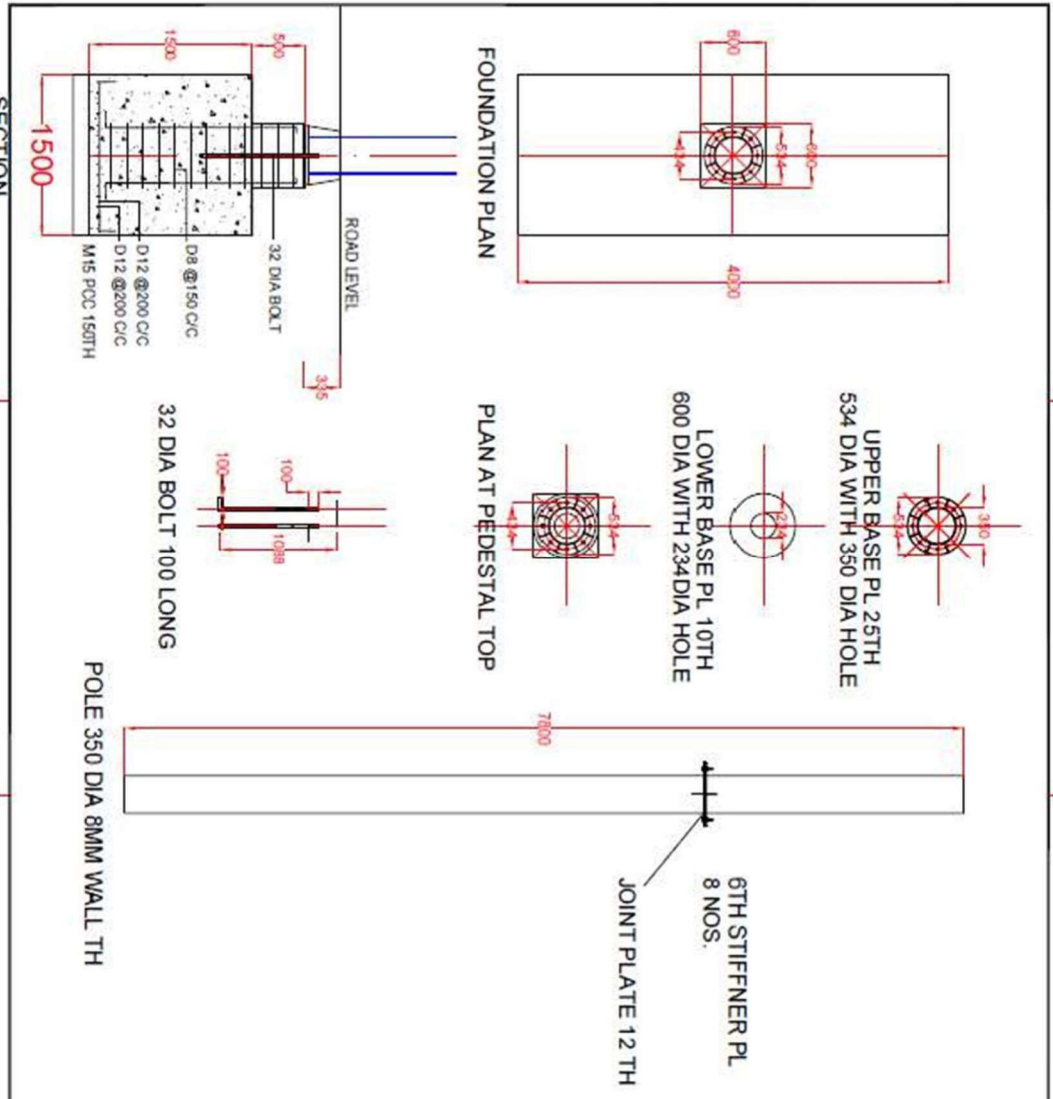 FOUNDATION PLAN
600
434
534
600
4000
1500
500
ROAD LEVEL
32 DIA BOLT
D8 @150 C/C
D12 @200 C/C
D12 @200 C/C
M15 PCC 150TH
1500
SECTION
335
UPPER BASE PL 25TH
534 DIA WITH 350 DIA HOLE
350
534
LOWER BASE PL 10TH
600 DIA WITH 234DIA HOLE
234
PLAN AT PEDESTAL TOP
434
534
32 DIA BOLT 100 LONG
100
100
1088
7800
6TH STIFFNER PL
8 NOS.
JOINT PLATE 12 TH
POLE 350 DIA 8MM WALL TH